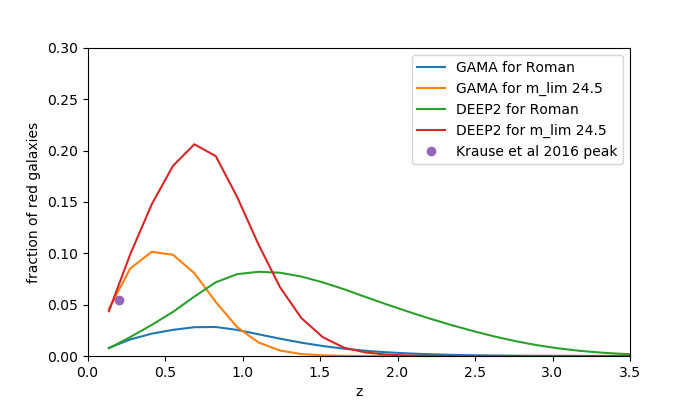 0.30
0.25
0.20
0.15
0.10
0.05
0.00
fraction of red galaxies
GAMA for Roman
GAMA for m_lim 24.5
DEEP2 for Roman
DEEP2 for m_lim 24.5
Krause et al 2016 peak
0.0 0.5 1.0 1.5 2.0 2.5 3.0 3.5
z